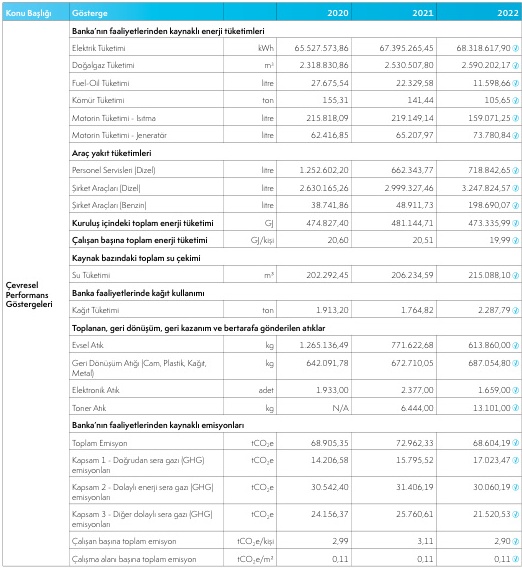 Konu Başlığı Gösterge 2020 2021 2022
Banka'nın faaliyetlerinden kaynaklı enerji tüketimleri
Elektrik Tüketimi kWh 65.527.573,86 67.395.265,45 68.318.617,90
Doğalgaz Tüketimi m³ 2.318.830,86 2.530.507,80 2.590.202,17
Fuel-Oil Tüketimi litre 27.675,54 22.329,58 11.598,66
Kömür Tüketimi ton 155,31 141,44 105,65
Motorin Tüketimi - Isıtma litre 215.818,09 219.149,14 159.071,25
Motorin Tüketimi - Jeneratör litre 62.416,85 65.207,97 73.780,84
Araç yakıt tüketimleri
Personel Servisleri (Dizel) litre 1.252.602,20 662.343,77 718.842,65
Şirket Araçları (Dizel) litre 2.630.165,26 2.999.327,46 3.247.824,57
Şirket Araçları (Benzin) litre 38.741,86 48.911,73 198.690,07
Kuruluş içindeki toplam enerji tüketimi GJ 474.827,40 481.144,71 473.335,99
Çalışan başına toplam enerji tüketimi GJ/kişi 20,60 20,51 19,99
Kaynak bazındaki toplam su çekimi
Su Tüketimi m³ 202.292,45 206.234,59 215.088,10
Çevresel
Performans
Göstergeleri
Banka faaliyetlerinde kağıt kullanımı
Kağıt Tüketimi ton 1.913,20 1.764,82 2.287,79
Toplanan, geri dönüşüm, geri kazanım ve bertarafa gönderilen atıklar
Evsel Atık kg 1.265.136,49 771.622,68 613.860,00
Geri Dönüşüm Atığı (Cam, Plastik, Kağıt, kg 642.091,78 672.710,05 687.054,80
Metal)
Elektronik Atık adet 1.933,00 2.377,00 1.659,00
Toner Atık kg N/A 6.444,00 13.101,00
Banka'nın faaliyetlerinden kaynaklı emisyonları
Toplam Emisyon tCO₂e 68.905,35 72.962,33 68.604,19
Kapsam 1 - Doğrudan sera gazı (GHG) tCO₂e 14.206,58 15.795,52 17.023,47
emisyonları
Kapsam 2 - Dolaylı enerji sera gazı (GHG) tCO₂e 30.542,40 31.406,19 30.060,19
emisyonları
Kapsam 3 - Diğer dolaylı sera gazı (GHG) tCO₂e 24.156,37 25.760,61 21.520,53
emisyonları
Çalışan başına toplam emisyon tCO₂e/kişi 2,99 3,11 2,90
Çalışma alanı başına toplam emisyon tCO₂e/m² 0,11 0,11 0,11